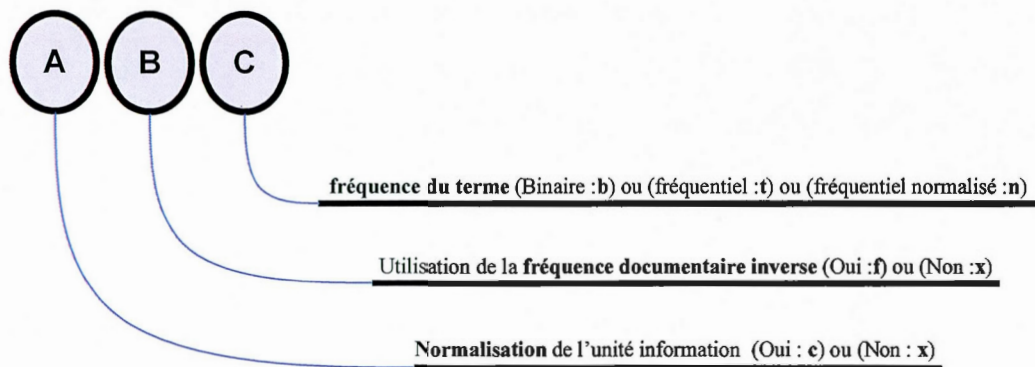 A B C
fréquence du terme (Binaire :b) ou (fréquentiel :t) ou (fréquentiel normalisé :n)
Utilisation de la fréquence documentaire inverse (Oui :f) ou (Non :x)
Normalisation de l'unité information (Oui : c) ou (Non : x)